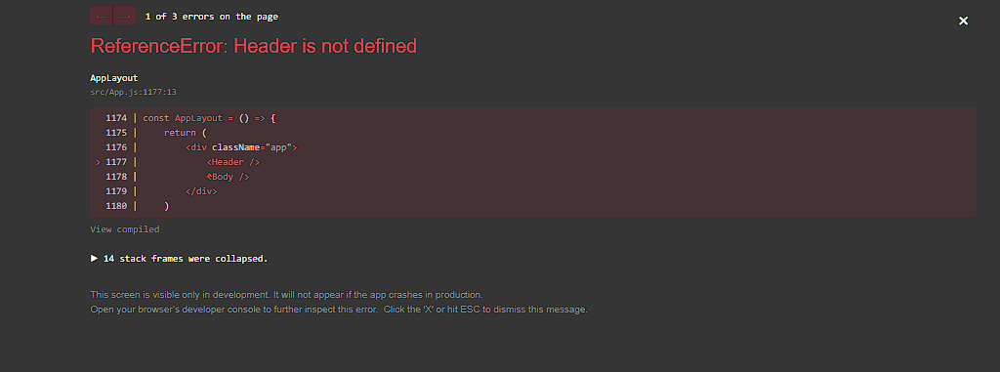 ← → 1 of 3 errors on the page ×
ReferenceError: Header is not defined
AppLayout
src/App.js:1177:13
1174 | const AppLayout = () => {
1175 |     return (
1176 |         <div className="app">
> 1177 |             <Header />
1178 |             <Body />
1179 |         </div>
1180 |     )
View compiled
▶ 14 stack frames were collapsed.
This screen is visible only in development. It will not appear if the app crashes in production.
Open your browser's developer console to further inspect this error. Click the 'X' or hit ESC to dismiss this message.